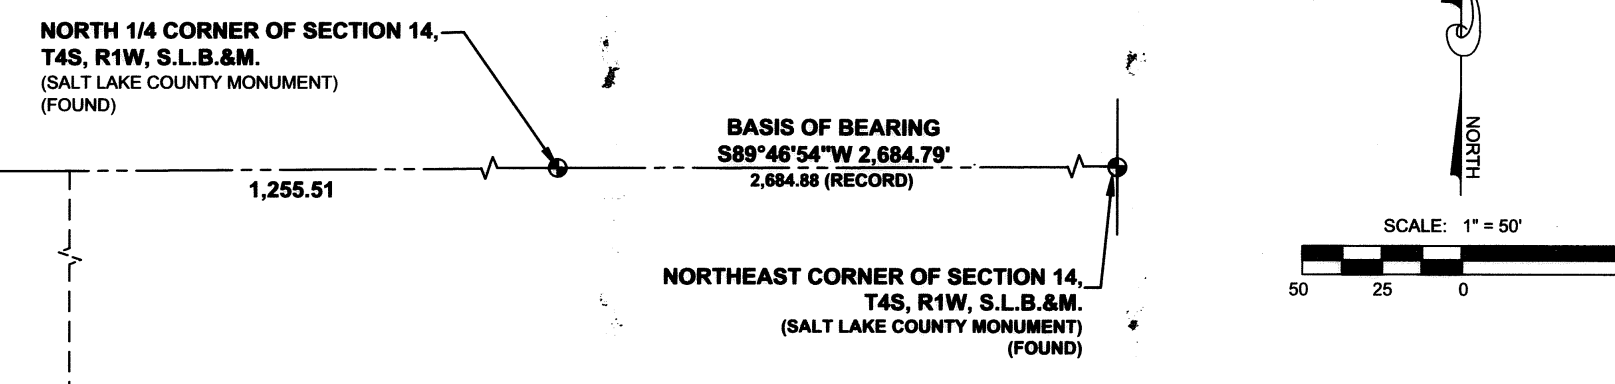 NORTH 1/4 CORNER OF SECTION 14,
T4S, R1W, S.L.B.&M.
(SALT LAKE COUNTY MONUMENT)
(FOUND)
BASIS OF BEARING
S89°46'54"W 2,684.79'
2,684.88 (RECORD)
1,255.51
NORTHEAST CORNER OF SECTION 14,
T4S, R1W, S.L.B.&M.
(SALT LAKE COUNTY MONUMENT)
(FOUND)
NORTH
SCALE: 1" = 50'
50 25 0